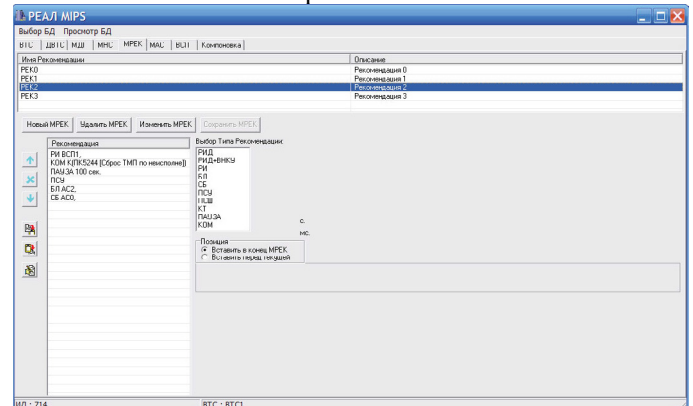 РЕАЛ MIPS
Выбор БД Просмотр БД
ВТС ЦВТС МДШ МНС МРЕК МАС ВСП Компоновка
Имя Рекомендации Описание
РЕК0 Рекомендация 0
РЕК1 Рекомендация 1
РЕК2 Рекомендация 2
РЕК3 Рекомендация 3
Новый МРЕК Удалить МРЕК Изменить МРЕК Сохранить МРЕК
Рекомендация Выбор Типа Рекомендации:
РИ ВСП1,
КОМ К(ПК5244 [Сброс ТМП по неисполне])
ПАУЗА 100 сек.
ПСУ
БЛ АС2,
СБ АС0,
РИД
РИД+ВНКУ
РИ
БЛ
СБ
ПСУ
ПСШ
КТ
ПАУЗА
КОМ
с.
мс.
Позиция
Вставить в конец МРЕК
Вставить перед текущей
ИД : 714 ВТС : ВТС1